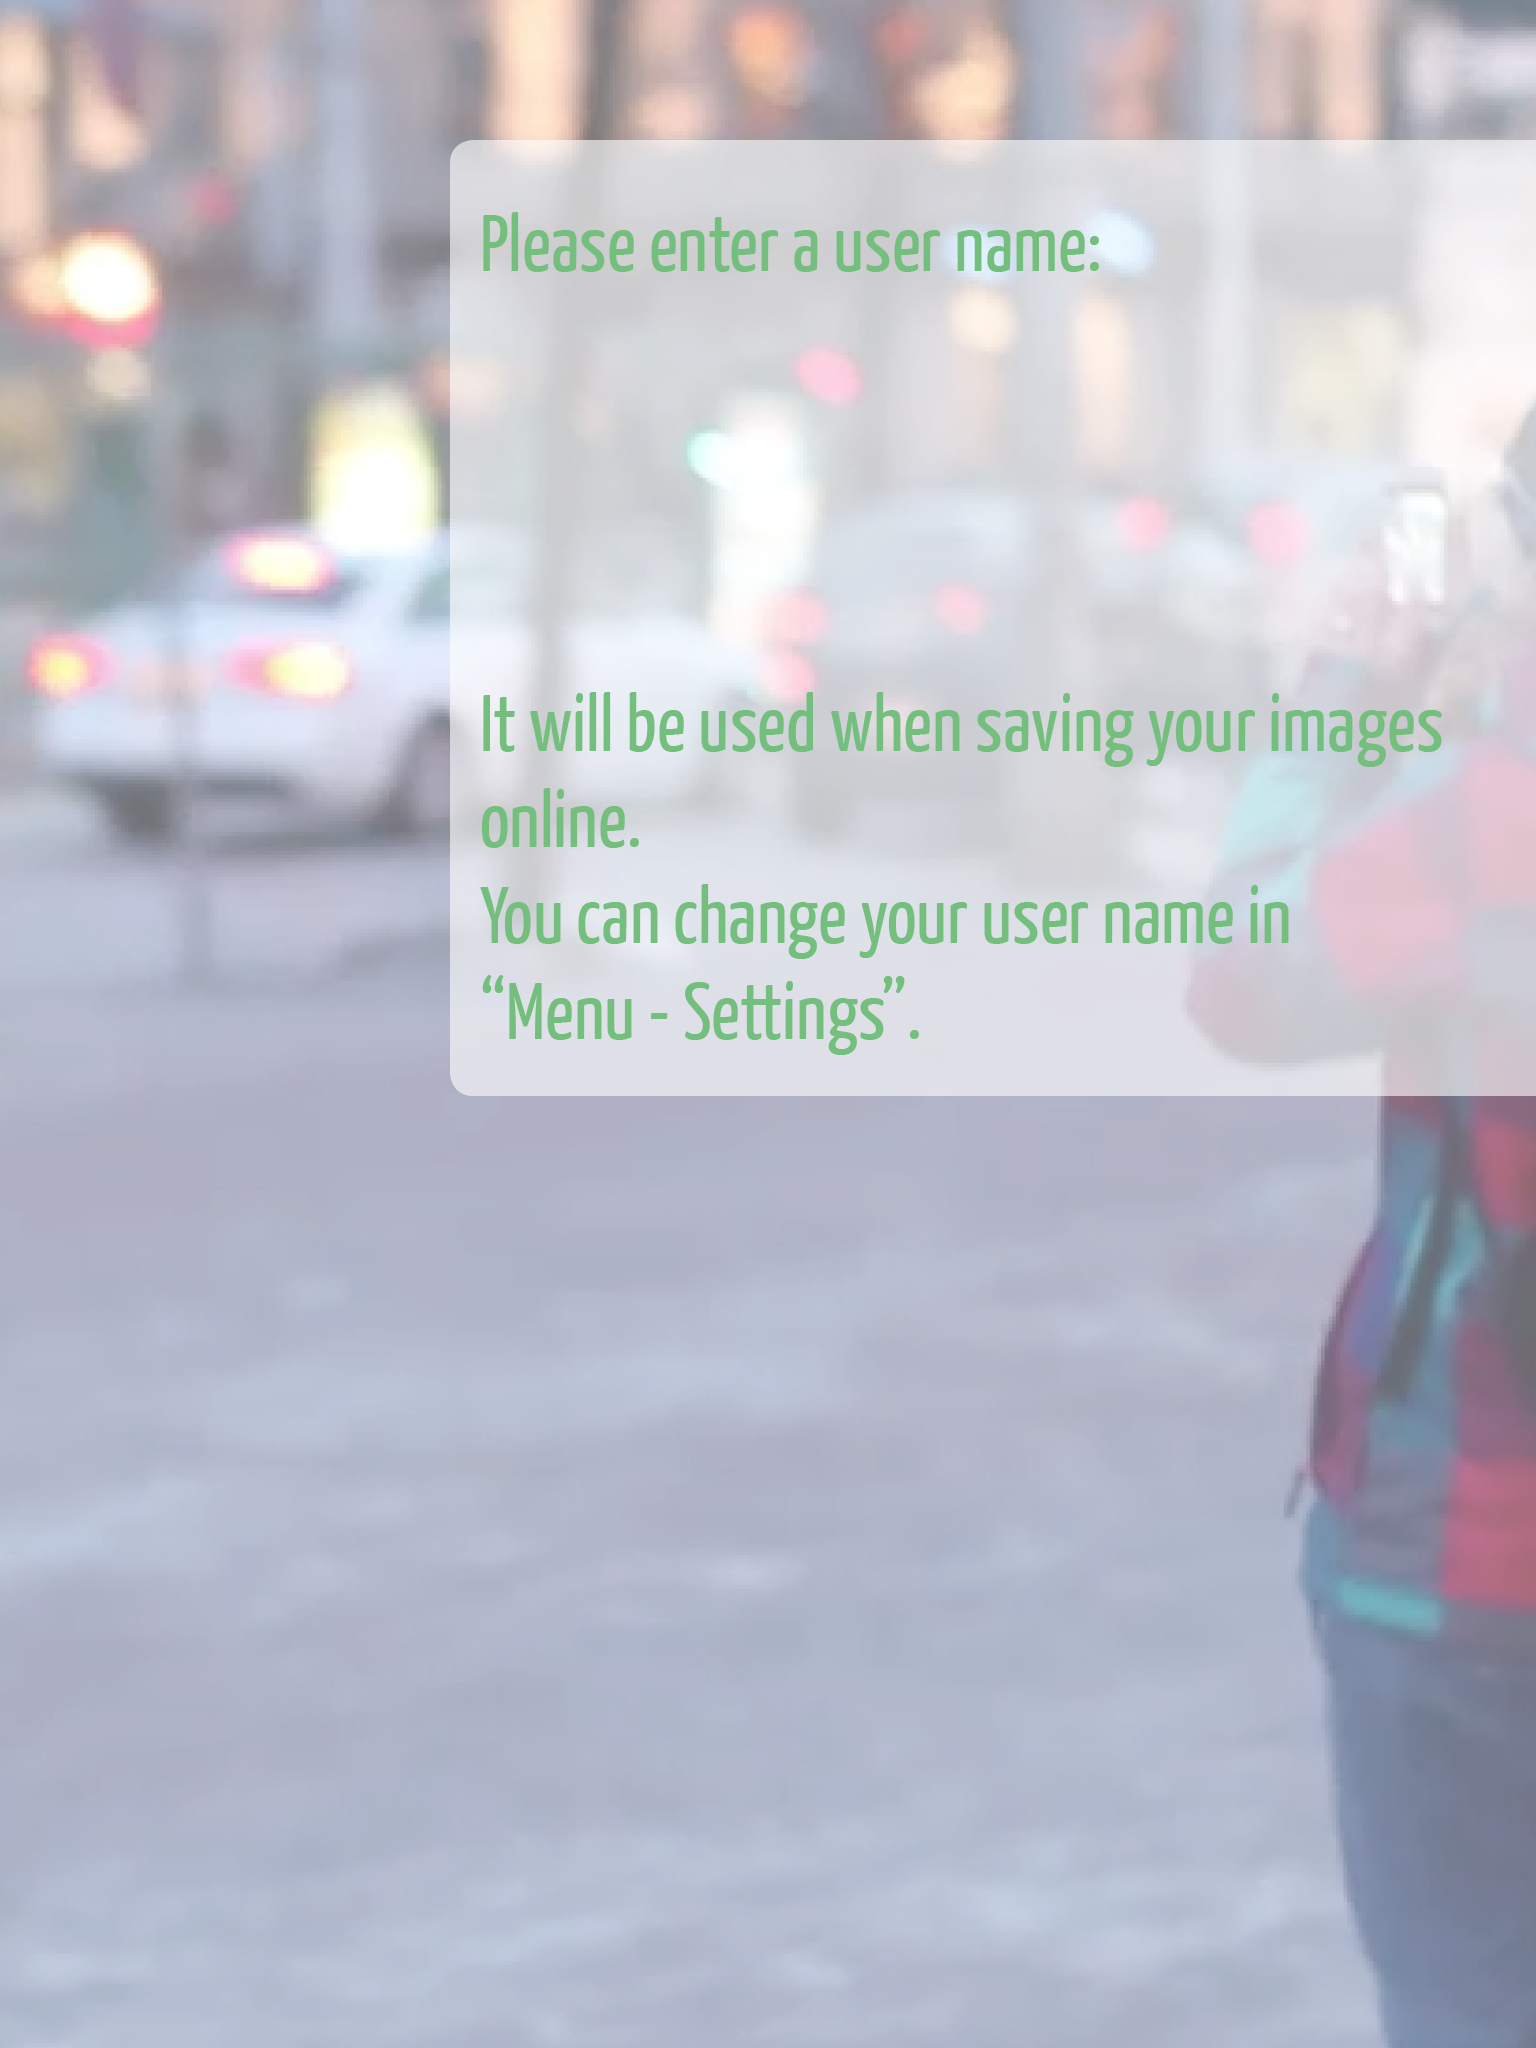 Please enter a user name:
It will be used when saving your images
online.
You can change your user name in
“Menu - Settings”.